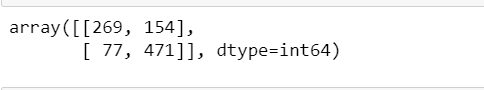 array([[269, 154],
       [ 77, 471]], dtype=int64)